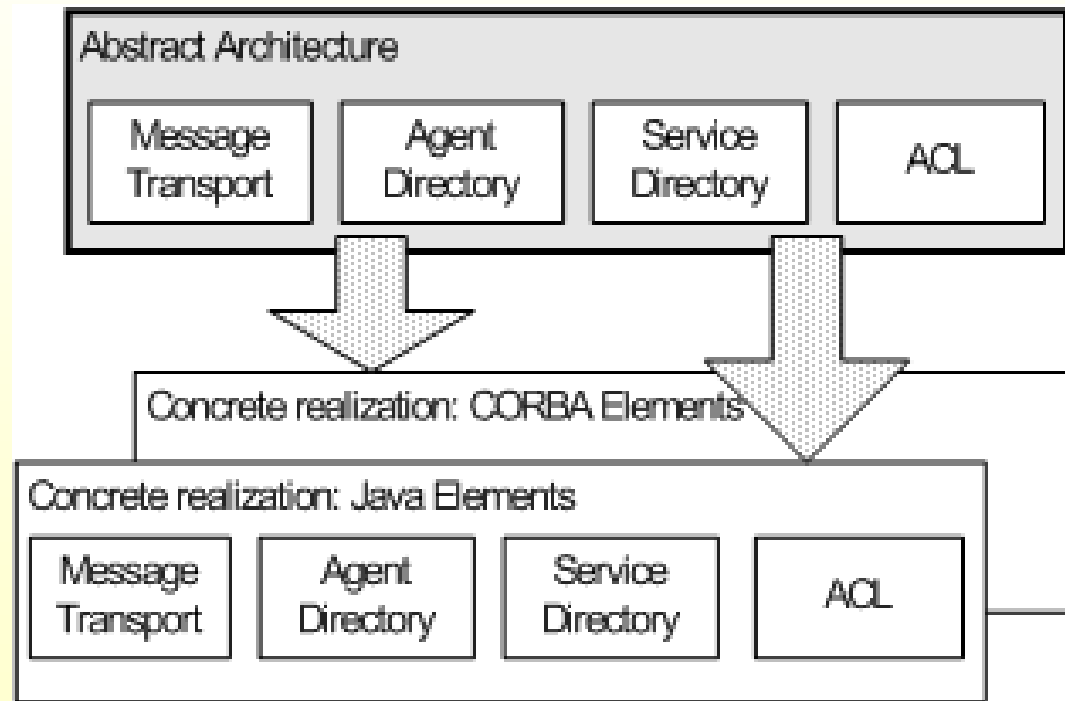 Abstract Architecture
Message
Transport
Agent
Directory
Service
Directory
ACL
Concrete realization: CORBA Elements
Concrete realization: Java Elements
Message
Transport
Agent
Directory
Service
Directory
ACL